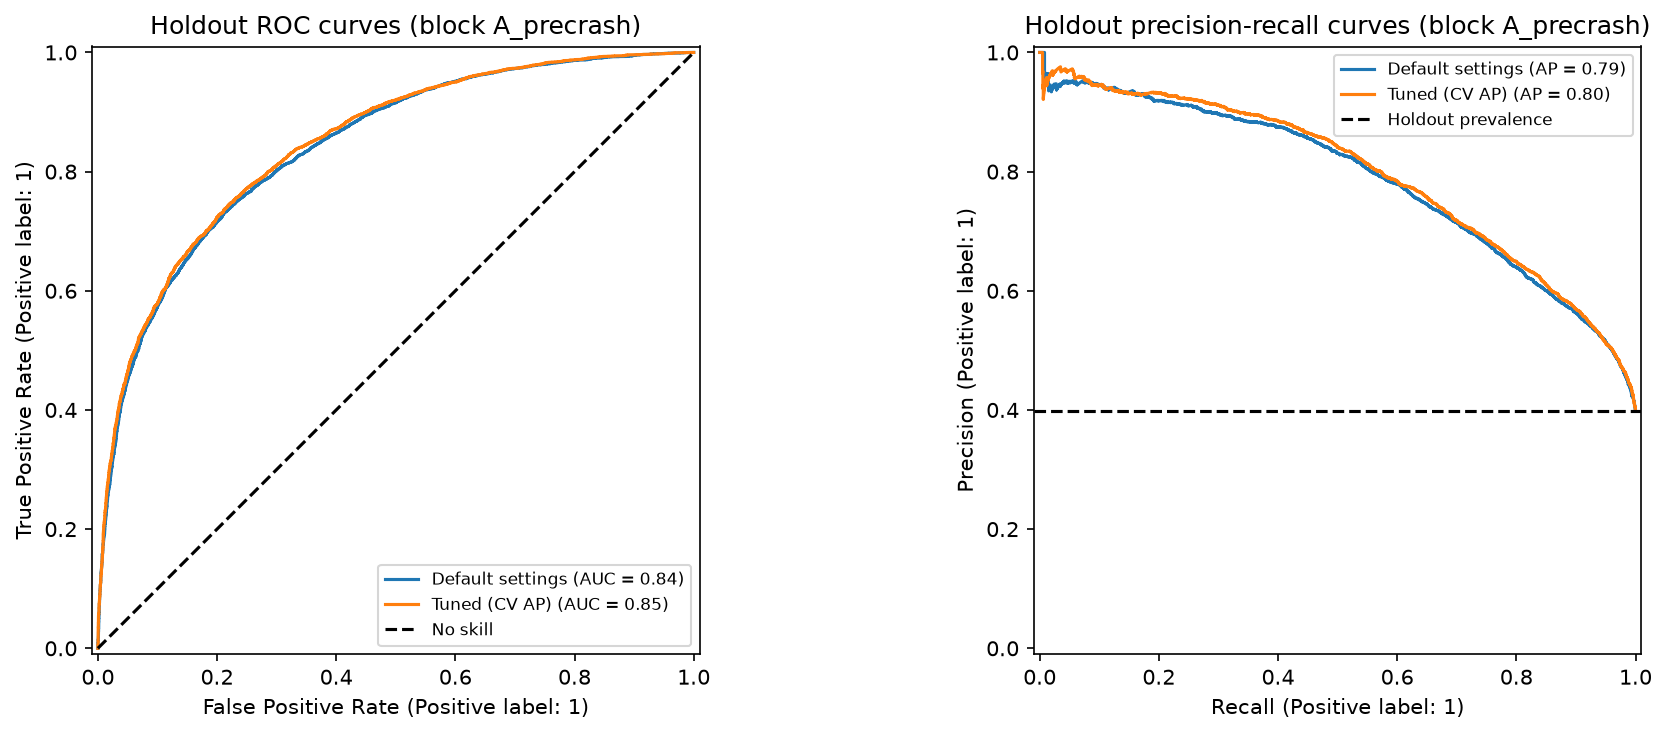 Holdout ROC curves (block A_precrash)
True Positive Rate (Positive label: 1)
1.0
0.8
0.6
0.4
0.2
0.0
Default settings (AUC = 0.84)
Tuned (CV AP) (AUC = 0.85)
No skill
0.0 0.2 0.4 0.6 0.8 1.0
False Positive Rate (Positive label: 1)
Holdout precision-recall curves (block A_precrash)
Precision (Positive label: 1)
1.0
0.8
0.6
0.4
0.2
0.0
Default settings (AP = 0.79)
Tuned (CV AP) (AP = 0.80)
Holdout prevalence
0.0 0.2 0.4 0.6 0.8 1.0
Recall (Positive label: 1)